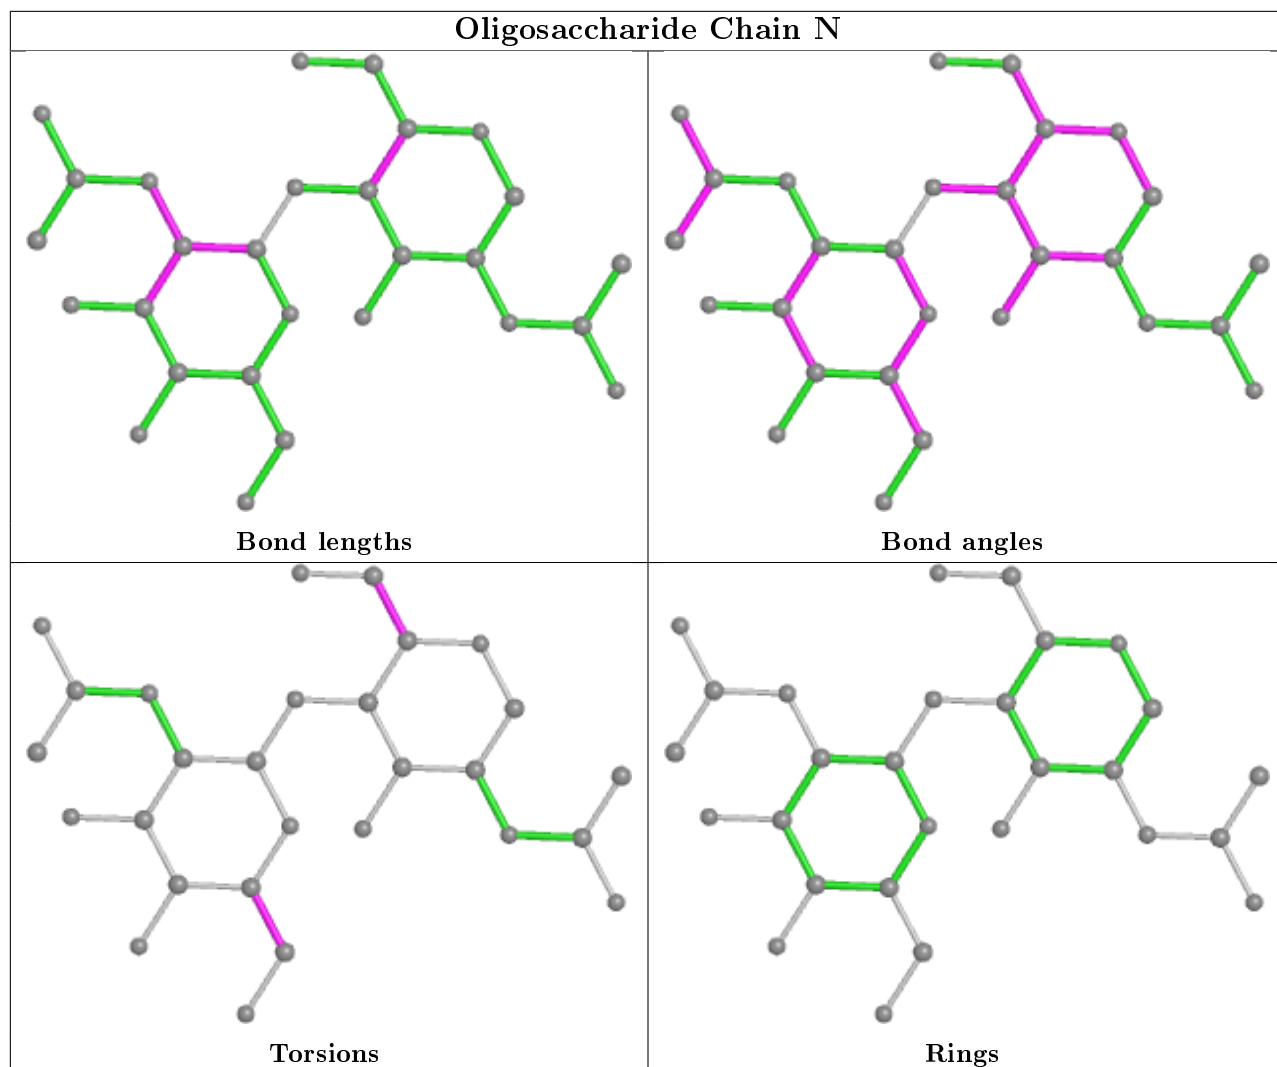 Oligosaccharide Chain N
Bond lengths
Bond angles
Torsions
Rings